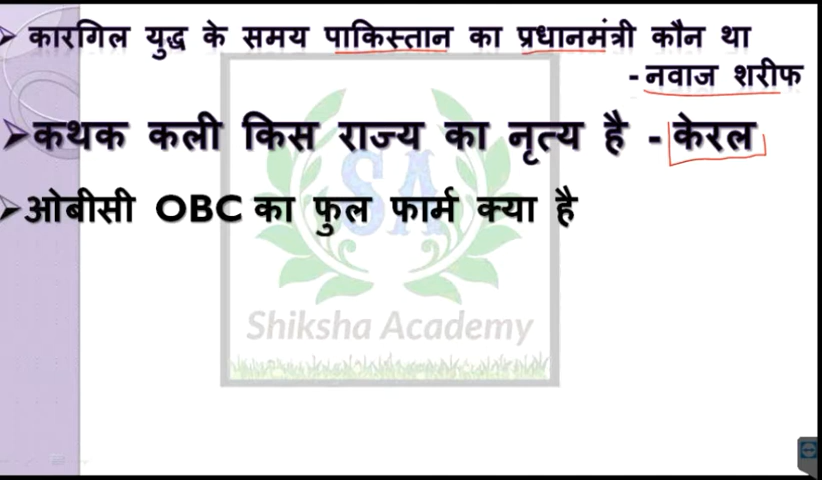 कारगिल युद्ध के समय पाकिस्तान का प्रधानमंत्री कौन था
- नवाज शरीफ
कथक कली किस राज्य का नृत्य है - केरल
ओबीसी OBC का फुल फार्म क्या है
SA
Shiksha Academy